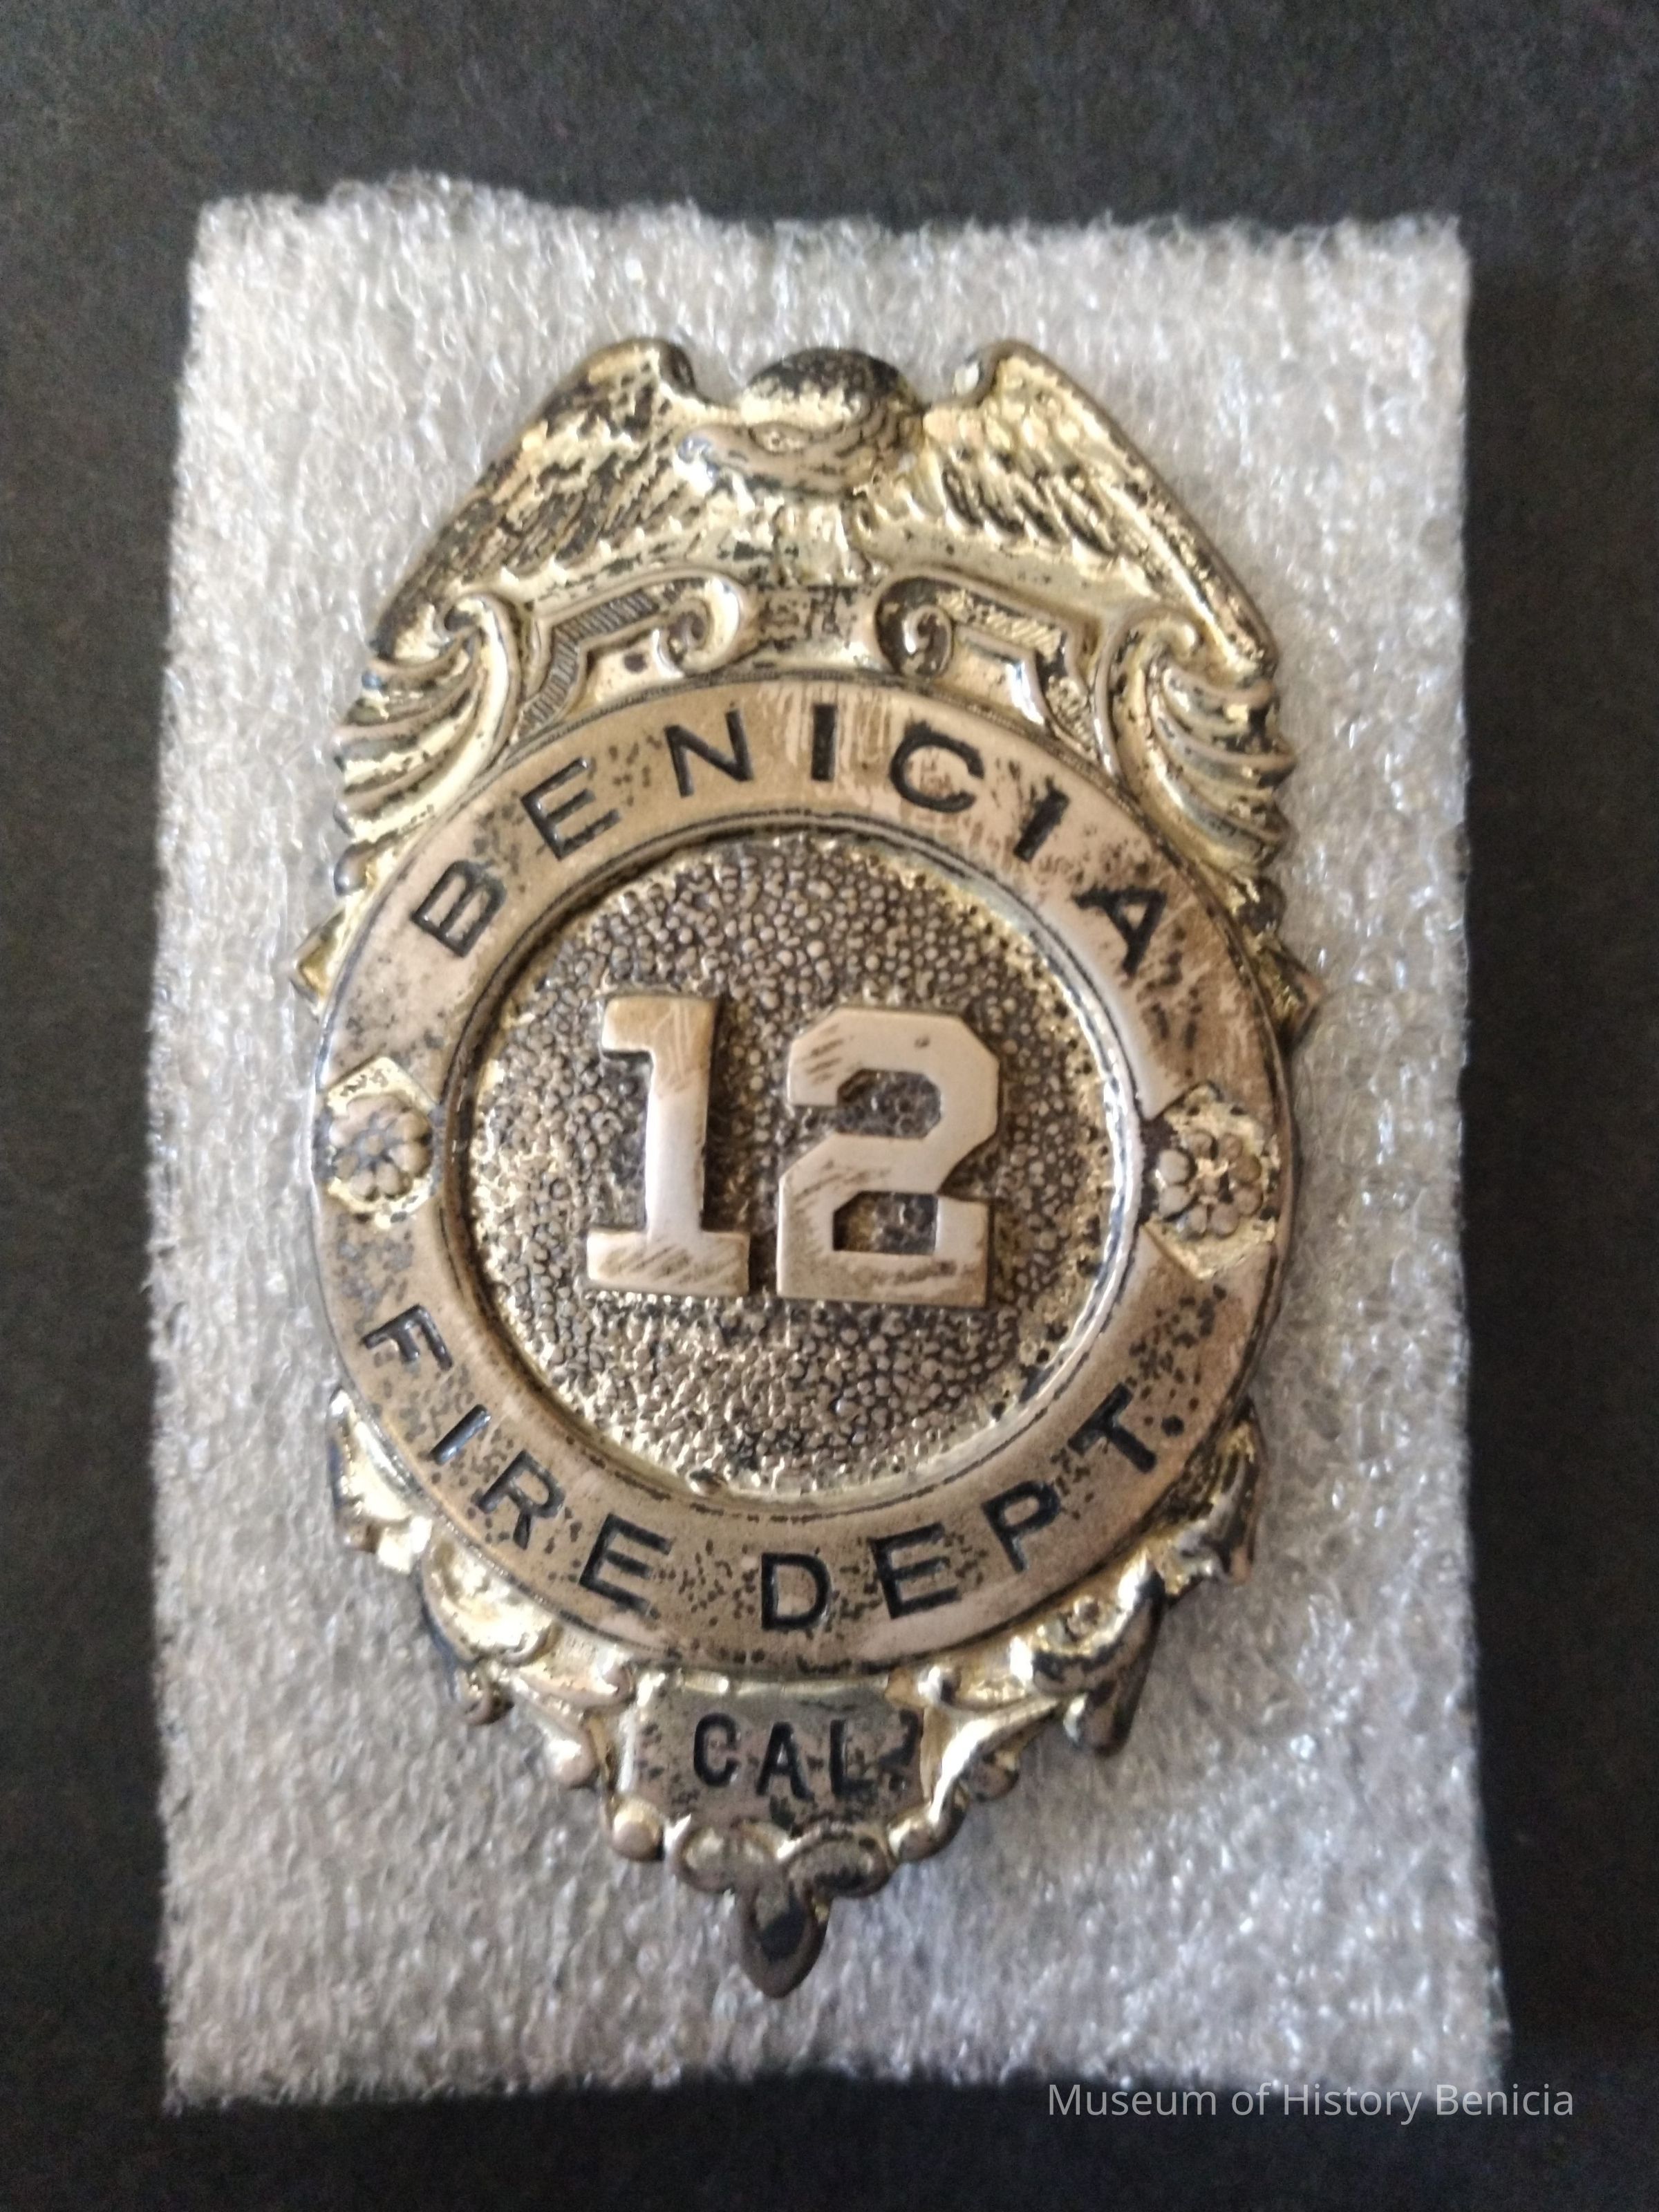 BENICIA
12
FIRE DEPT.
CAL.
Museum of History Benicia